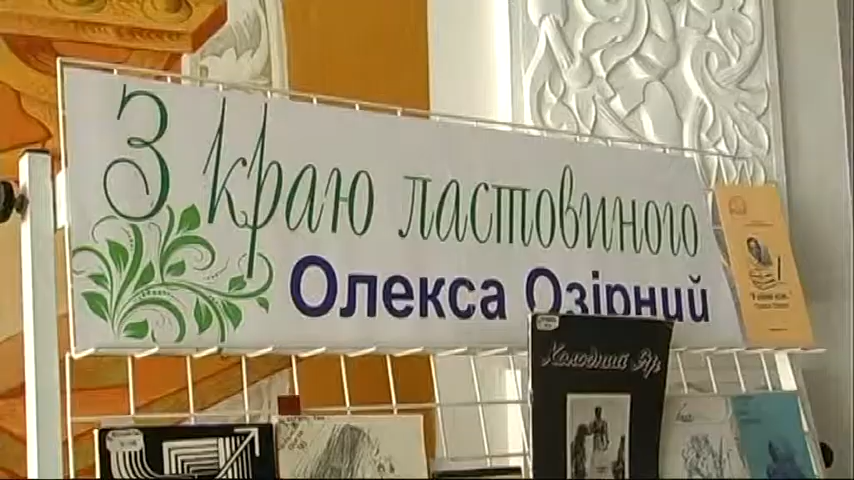 З краю ластовиного
Олекса Озірний
Холодний Яр